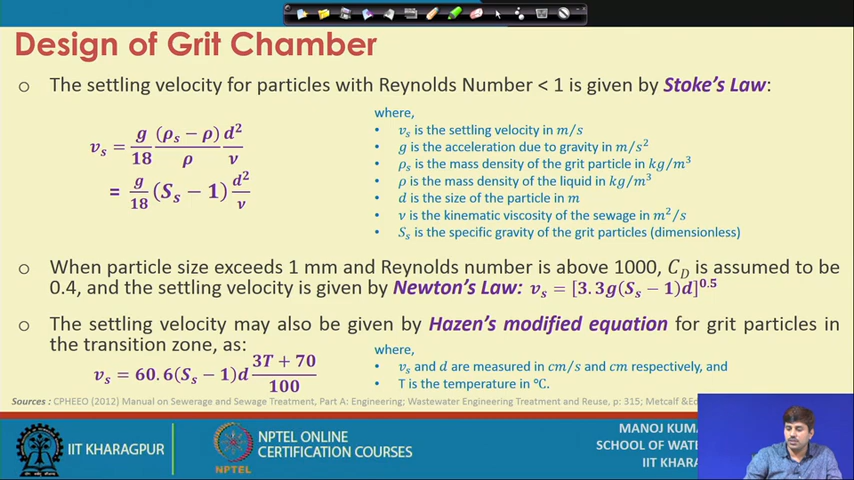 Design of Grit Chamber
o The settling velocity for particles with Reynolds Number < 1 is given by Stoke's Law:
v_s = g/18 (ρ_s − ρ)/ρ d²/ν
= g/18 (S_s − 1) d²/ν
where,
• v_s is the settling velocity in m/s
• g is the acceleration due to gravity in m/s²
• ρ_s is the mass density of the grit particle in kg/m³
• ρ is the mass density of the liquid in kg/m³
• d is the size of the particle in m
• ν is the kinematic viscosity of the sewage in m²/s
• S_s is the specific gravity of the grit particles (dimensionless)
o When particle size exceeds 1 mm and Reynolds number is above 1000, C_D is assumed to be
0.4, and the settling velocity is given by Newton's Law: v_s = [3.3g(S_s − 1)d]^0.5
o The settling velocity may also be given by Hazen's modified equation for grit particles in
the transition zone, as:
v_s = 60.6(S_s − 1)d (3T + 70)/100
where,
• v_s and d are measured in cm/s and cm respectively, and
• T is the temperature in °C.
Sources : CPHEEO (2012) Manual on Sewerage and Sewage Treatment, Part A: Engineering; Wastewater Engineering Treatment and Reuse, p: 315; Metcalf &
IIT KHARAGPUR
NPTEL
NPTEL ONLINE
CERTIFICATION COURSES
MANOJ
SCHOOL OF
IIT